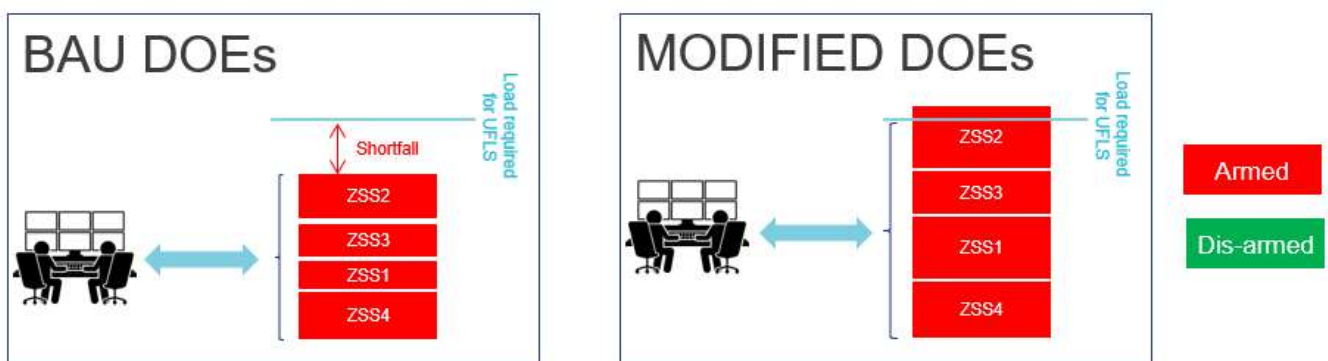 BAU DOEs
Load required
for UFLS
Shortfall
ZSS2
ZSS3
ZSS1
ZSS4
MODIFIED DOEs
Load required
for UFLS
ZSS2
ZSS3
ZSS1
ZSS4
Armed
Dis-armed